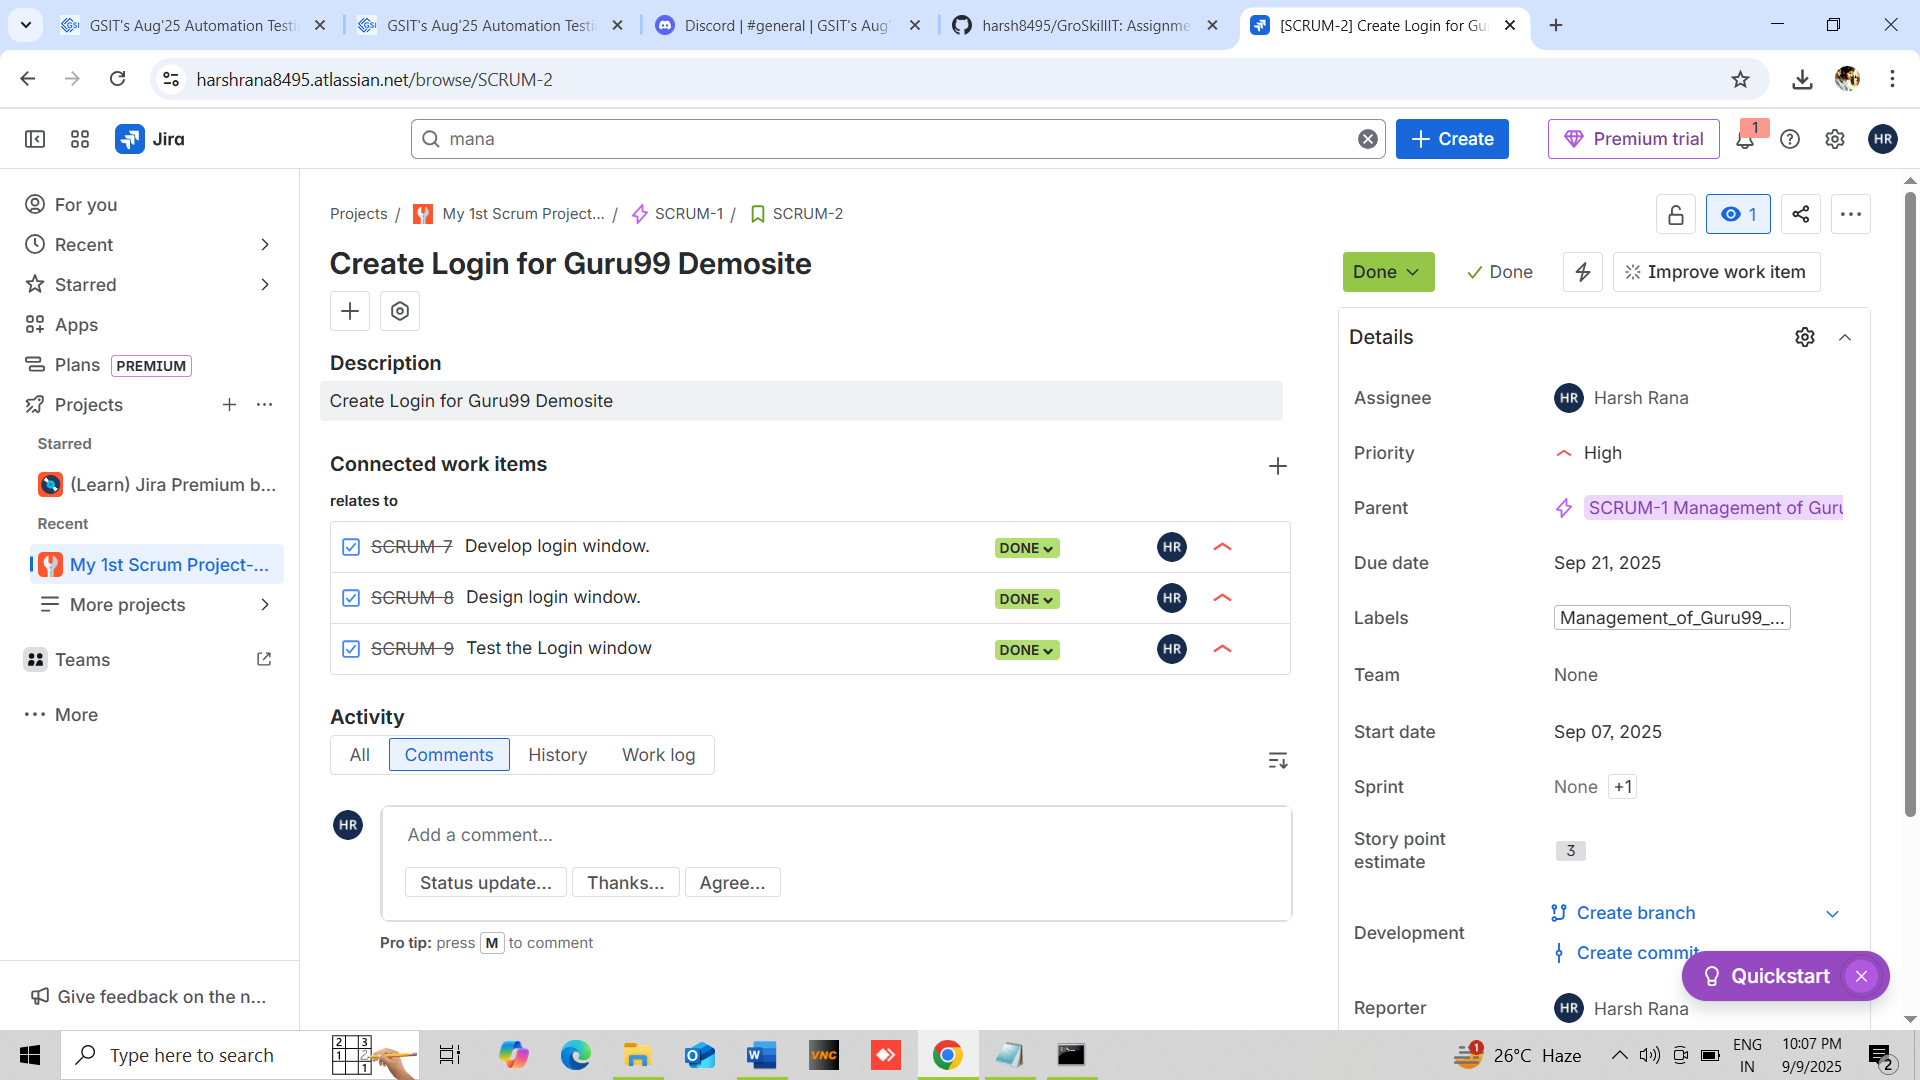 GSIT's Aug'25 Automation Testi
GSIT's Aug'25 Automation Testi
Discord | #general | GSIT's Aug'
harsh8495/GroSkillIT: Assignme
[SCRUM-2] Create Login for Gu
harshrana8495.atlassian.net/browse/SCRUM-2
Jira
mana
Create
Premium trial
1
HR
For you
Recent
Starred
Apps
Plans PREMIUM
Projects
Starred
(Learn) Jira Premium b...
Recent
My 1st Scrum Project-...
More projects
Teams
More
Give feedback on the n...
Projects / My 1st Scrum Project... / SCRUM-1 / SCRUM-2
1
Create Login for Guru99 Demosite
Description
Create Login for Guru99 Demosite
Connected work items
relates to
SCRUM-7 Develop login window. DONE HR
SCRUM-8 Design login window. DONE HR
SCRUM-9 Test the Login window DONE HR
Activity
All Comments History Work log
HR
Add a comment...
Status update... Thanks... Agree...
Pro tip: press M to comment
Done Done Improve work item
Details
Assignee HR Harsh Rana
Priority High
Parent SCRUM-1 Management of Guru
Due date Sep 21, 2025
Labels Management_of_Guru99_...
Team None
Start date Sep 07, 2025
Sprint None +1
Story point
estimate
3
Development
Create branch
Create commit
Quickstart
Reporter HR Harsh Rana
Type here to search
2 3
1 2
1
VNC
1
26°C Haze
ENG
IN
10:07 PM
9/9/2025
2